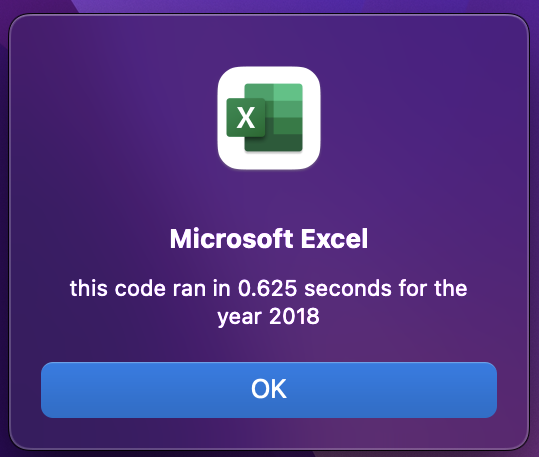 X
Microsoft Excel
this code ran in 0.625 seconds for the
year 2018
OK